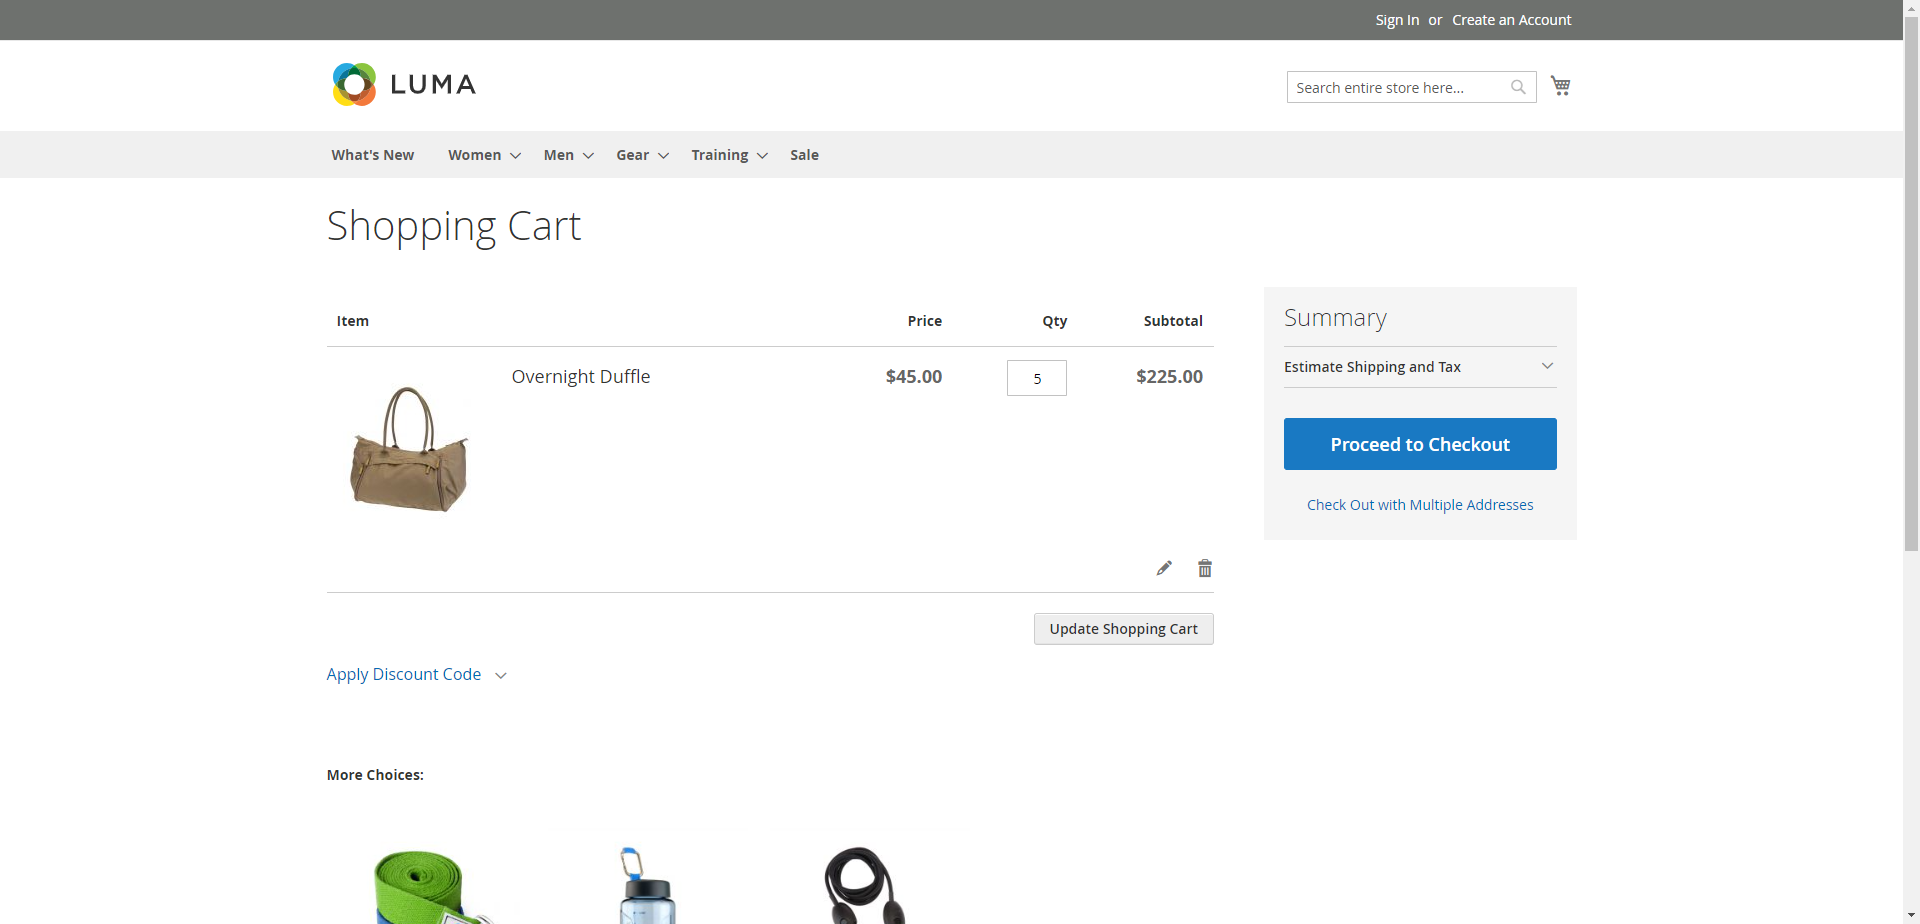 Sign In or Create an Account
LUMA
Search entire store here...
What's New Women Men Gear Training Sale
Shopping Cart
Item Price Qty Subtotal
Overnight Duffle $45.00 5 $225.00
Summary
Estimate Shipping and Tax
Proceed to Checkout
Check Out with Multiple Addresses
Update Shopping Cart
Apply Discount Code
More Choices: